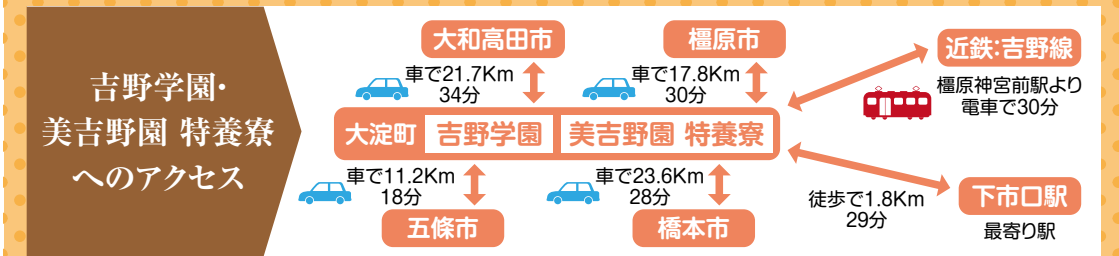 吉野学園・
美吉野園 特養寮
へのアクセス
大和高田市
車で21.7Km
34分
橿原市
車で17.8Km
30分
近鉄:吉野線
橿原神宮前駅より
電車で30分
大淀町 吉野学園 美吉野園 特養寮
車で11.2Km
18分
五條市
車で23.6Km
28分
橋本市
徒歩で1.8Km
29分
下市口駅
最寄り駅